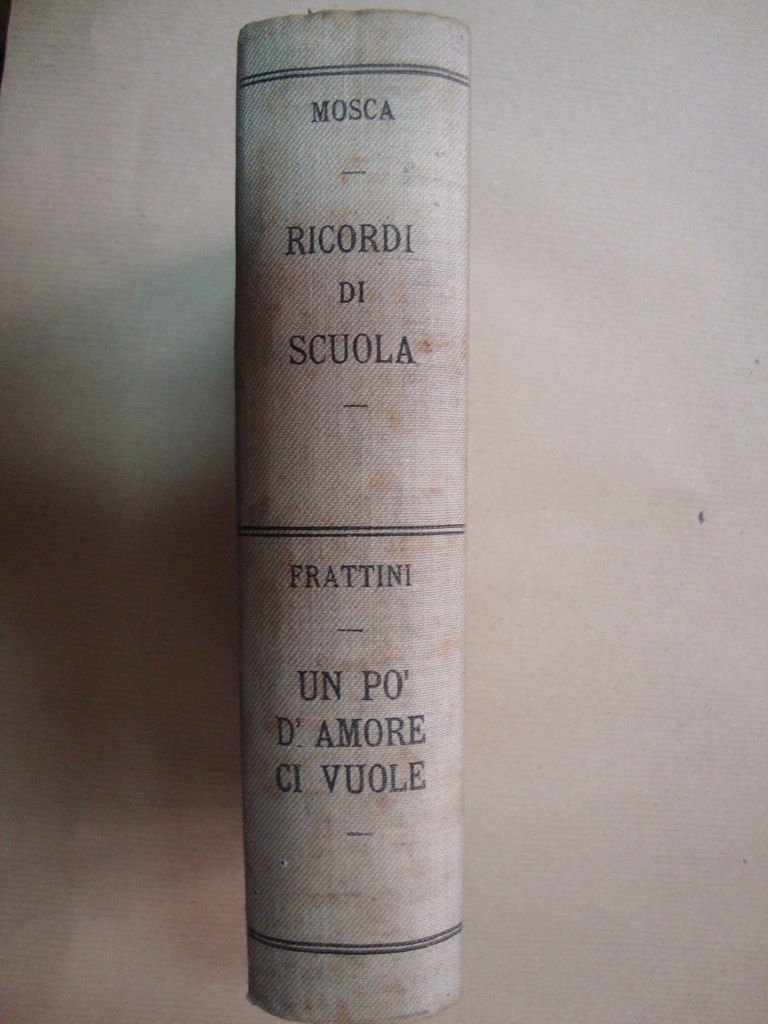 MOSCA
RICORDI
DI
SCUOLA
FRATTINI
UN PO'
D' AMORE
CI VUOLE